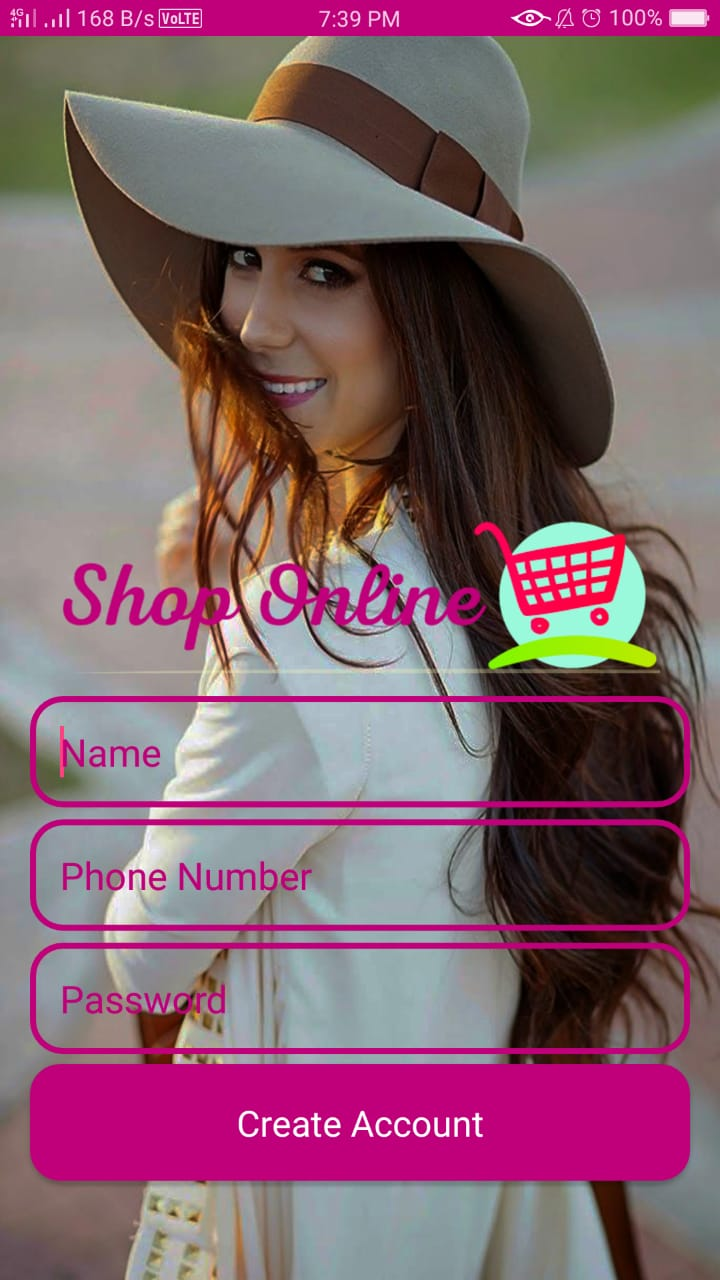 4G 168 B/s VoLTE 7:39 PM 100%
Shop Online
Name
Phone Number
Password
Create Account